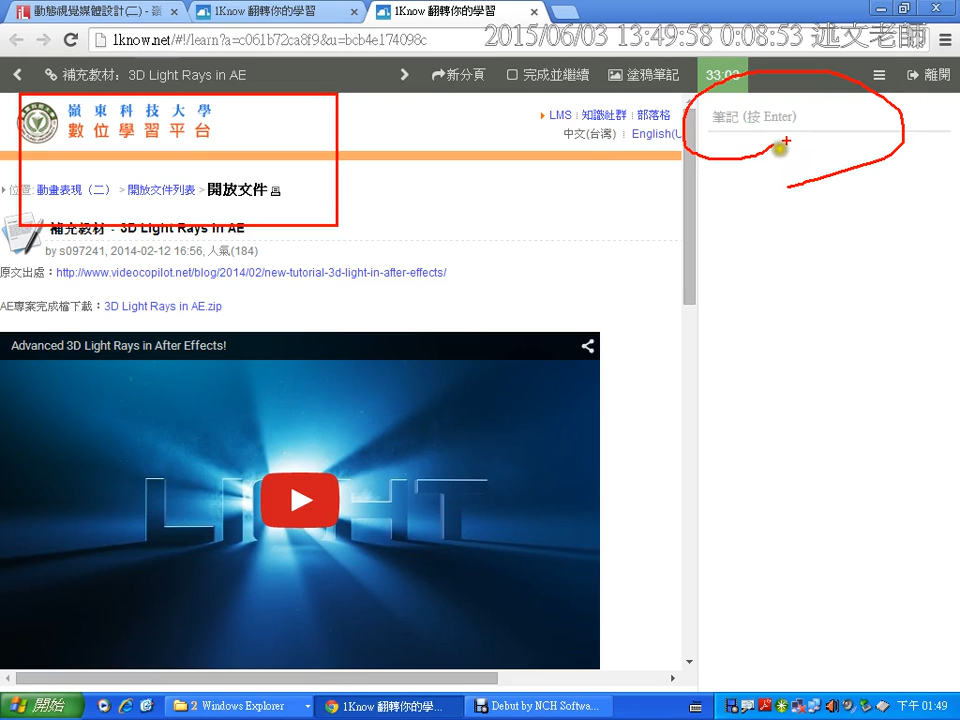 動態視覺媒體設計(二) - 嶺
1Know 翻轉你的學習
1Know 翻轉你的學習
1know.net/#!/learn?a=c061b72ca8f9&u=bcb4e174098c
2015/06/03 13:49:58 0:08:53 述文老師
補充教材：3D Light Rays in AE
新分頁
完成並繼續
塗鴉筆記
離開
嶺東科技大學
數位學習平台
LMS
知識社群
部落格
中文(台灣)
English(U
筆記 (按 Enter)
位置: 動畫表現（二） > 開放文件列表 > 開放文件
補充教材 - 3D Light Rays in AE
by s097241, 2014-02-12 16:56, 人氣(184)
原文出處：http://www.videocopilot.net/blog/2014/02/new-tutorial-3d-light-in-after-effects/
AE專案完成檔下載：3D Light Rays in AE.zip
Advanced 3D Light Rays in After Effects!
LIGHT
開始
2 Windows Explorer
1Know 翻轉你的學...
Debut by NCH Softwa...
下午 01:49